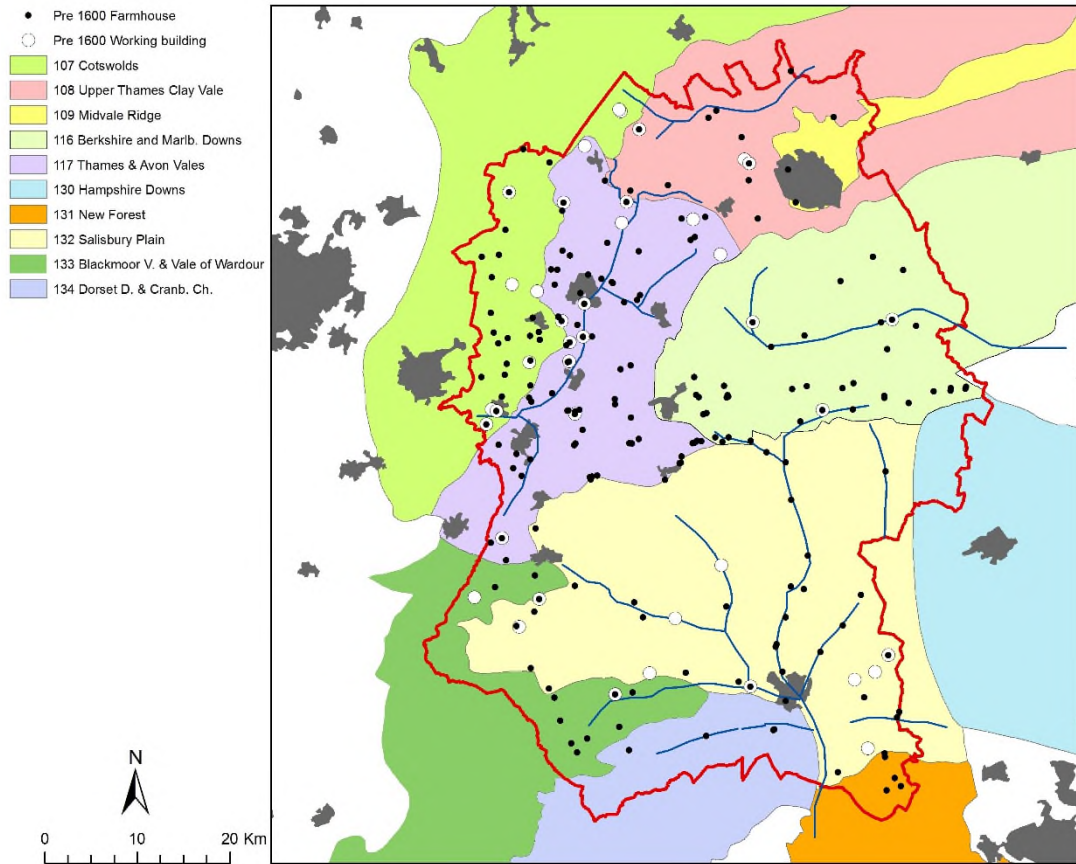 Pre 1600 Farmhouse
Pre 1600 Working building
107 Cotswolds
108 Upper Thames Clay Vale
109 Midvale Ridge
116 Berkshire and Marlb. Downs
117 Thames & Avon Vales
130 Hampshire Downs
131 New Forest
132 Salisbury Plain
133 Blackmoor V. & Vale of Wardour
134 Dorset D. & Cranb. Ch.
N
0 10 20 Km